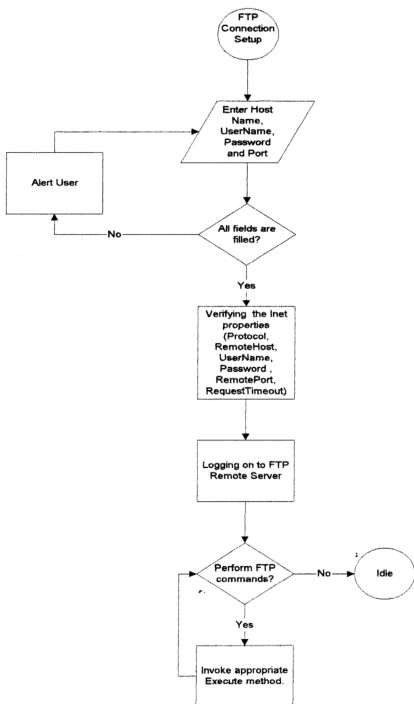 FTP
Connection
Setup
Enter Host
Name,
UserName,
Password
and Port
Alert User
No
All fields are
filled?
Yes
Verifying the Inet
properties
(Protocol,
RemoteHost,
UserName,
Password ,
RemotePort,
RequestTimeout)
Logging on to FTP
Remote Server
Perform FTP
commands?
No
Idle
Yes
Invoke appropriate
Execute method.